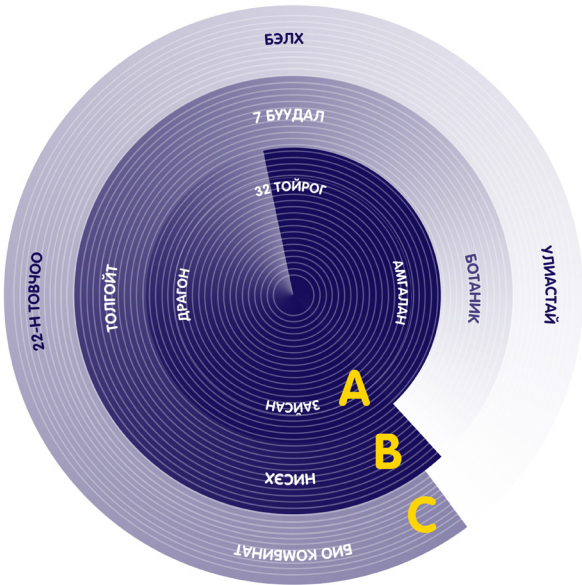 БЭЛХ
7 БУУДАЛ
32 ТОЙРОГ
22-Н ТОВЧОО
ТОЛГОЙТ
ДРАГОН
АМГАЛАН
БОТАНИК
УЛИАСТАЙ
A
ЗАЙСАН
B
НИСЭХ
C
БИО КОМБИНАТ